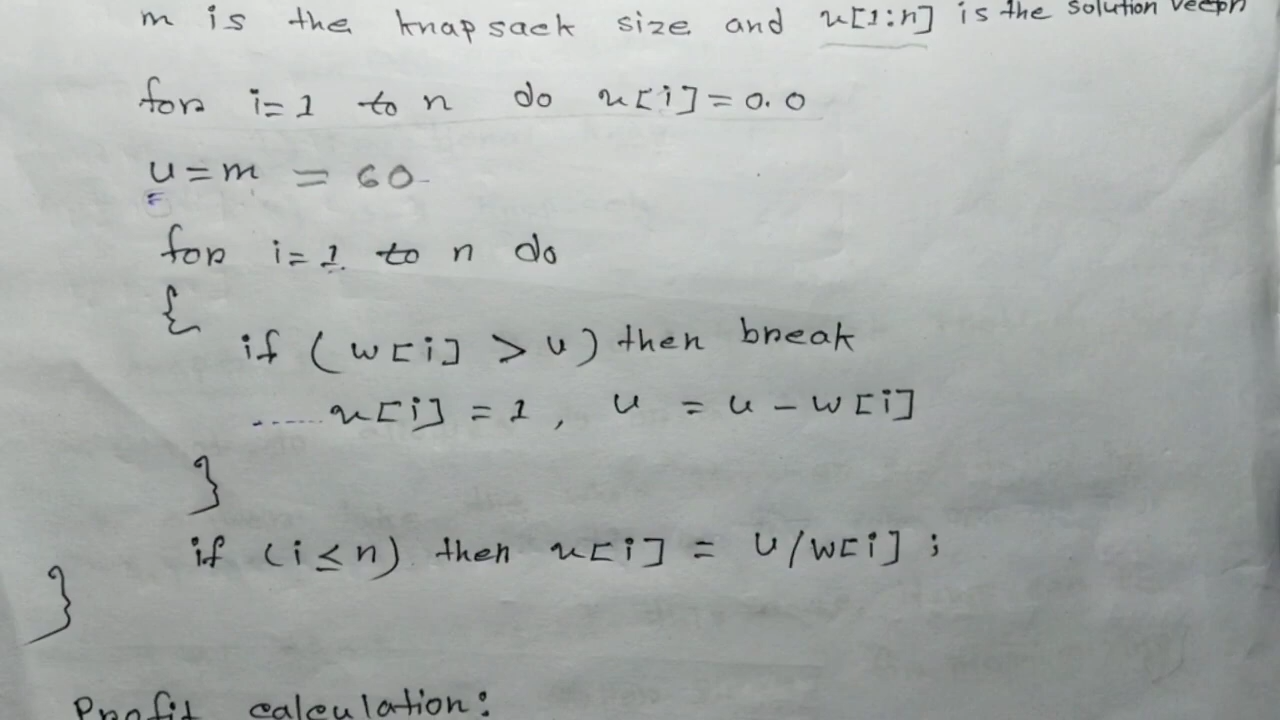 m is the knapsack size and x[1:n] is the solution vector
for i=1 to n do x[i]=0.0
U=m = 60
for i=1 to n do
{
if (w[i] > U) then break
x[i] = 1, U = U - w[i]
}
if (i≤n) then x[i] = U/w[i] ;
}
Profit calculation: